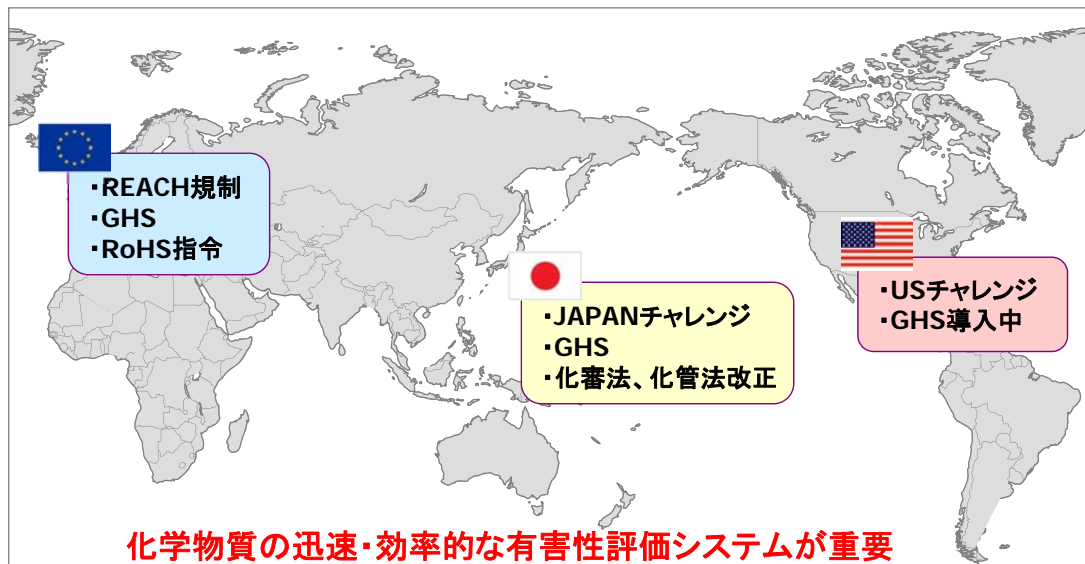 ・REACH規制
・GHS
・RoHS指令
・JAPANチャレンジ
・GHS
・化審法、化管法改正
・USチャレンジ
・GHS導入中
化学物質の迅速・効率的な有害性評価システムが重要